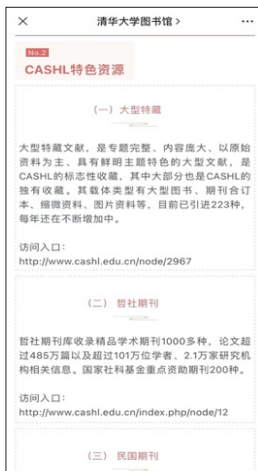 清华大学图书馆 >
No.2
CASHL特色资源
（一）大型特藏
大型特藏文献，是专题完整、内容庞大、以原始
资料为主、具有鲜明主题特色的大型文献，是
CASHL的标志性收藏，其中大部分也是CASHL的
独有收藏。其载体类型有大型图书、期刊合订
本、缩微资料、图片资料等，目前已引进223种，
每年还在不断增加中。
访问入口：
http://www.cashl.edu.cn/node/2967
（二）哲社期刊
哲社期刊库收录精品学术期刊1000多种，论文超
过485万篇以及超过101万位学者、2.1万家研究机
构相关信息。国家社科基金重点资助期刊200种。
访问入口：
http://www.cashl.edu.cn/index.php/node/12
（三）民国期刊